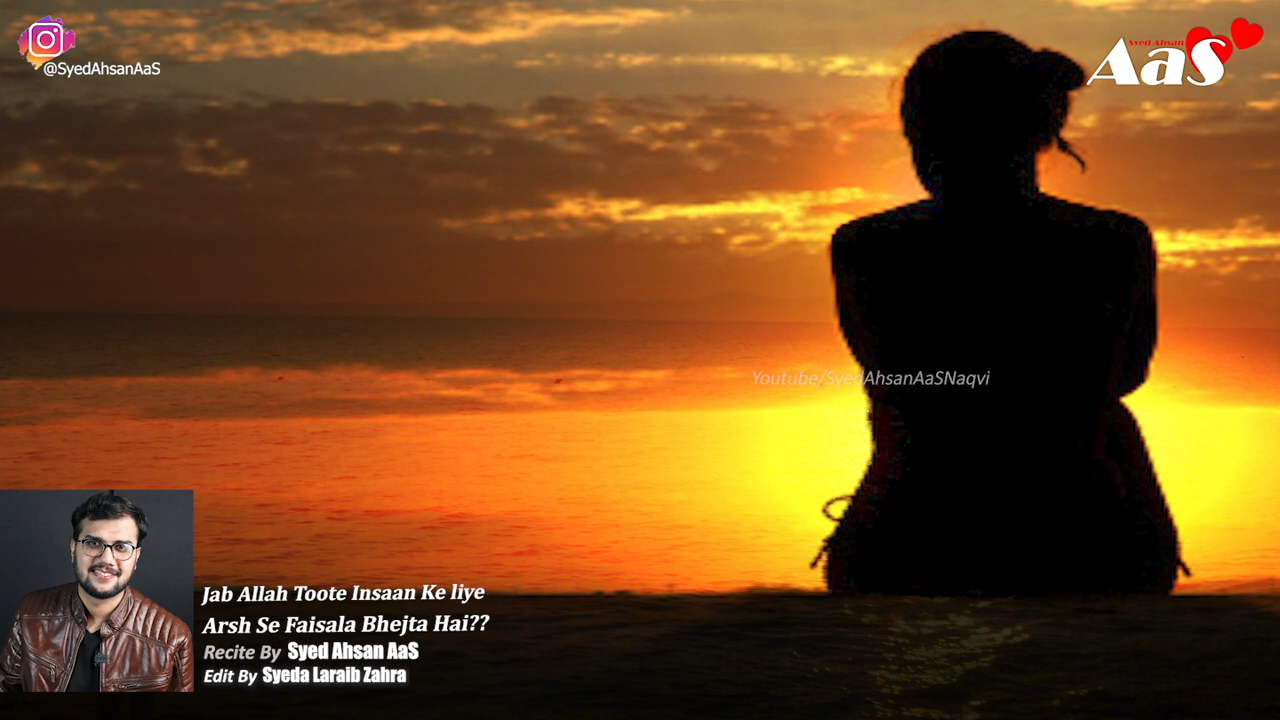 @SyedAhsanAaS
Syed Ahsan
AaS
Youtube/SyedAhsanAaSNaqvi
Jab Allah Toote Insaan Ke liye
Arsh Se Faisala Bhejta Hai??
Recite By Syed Ahsan AaS
Edit By Syeda Laraib Zahra